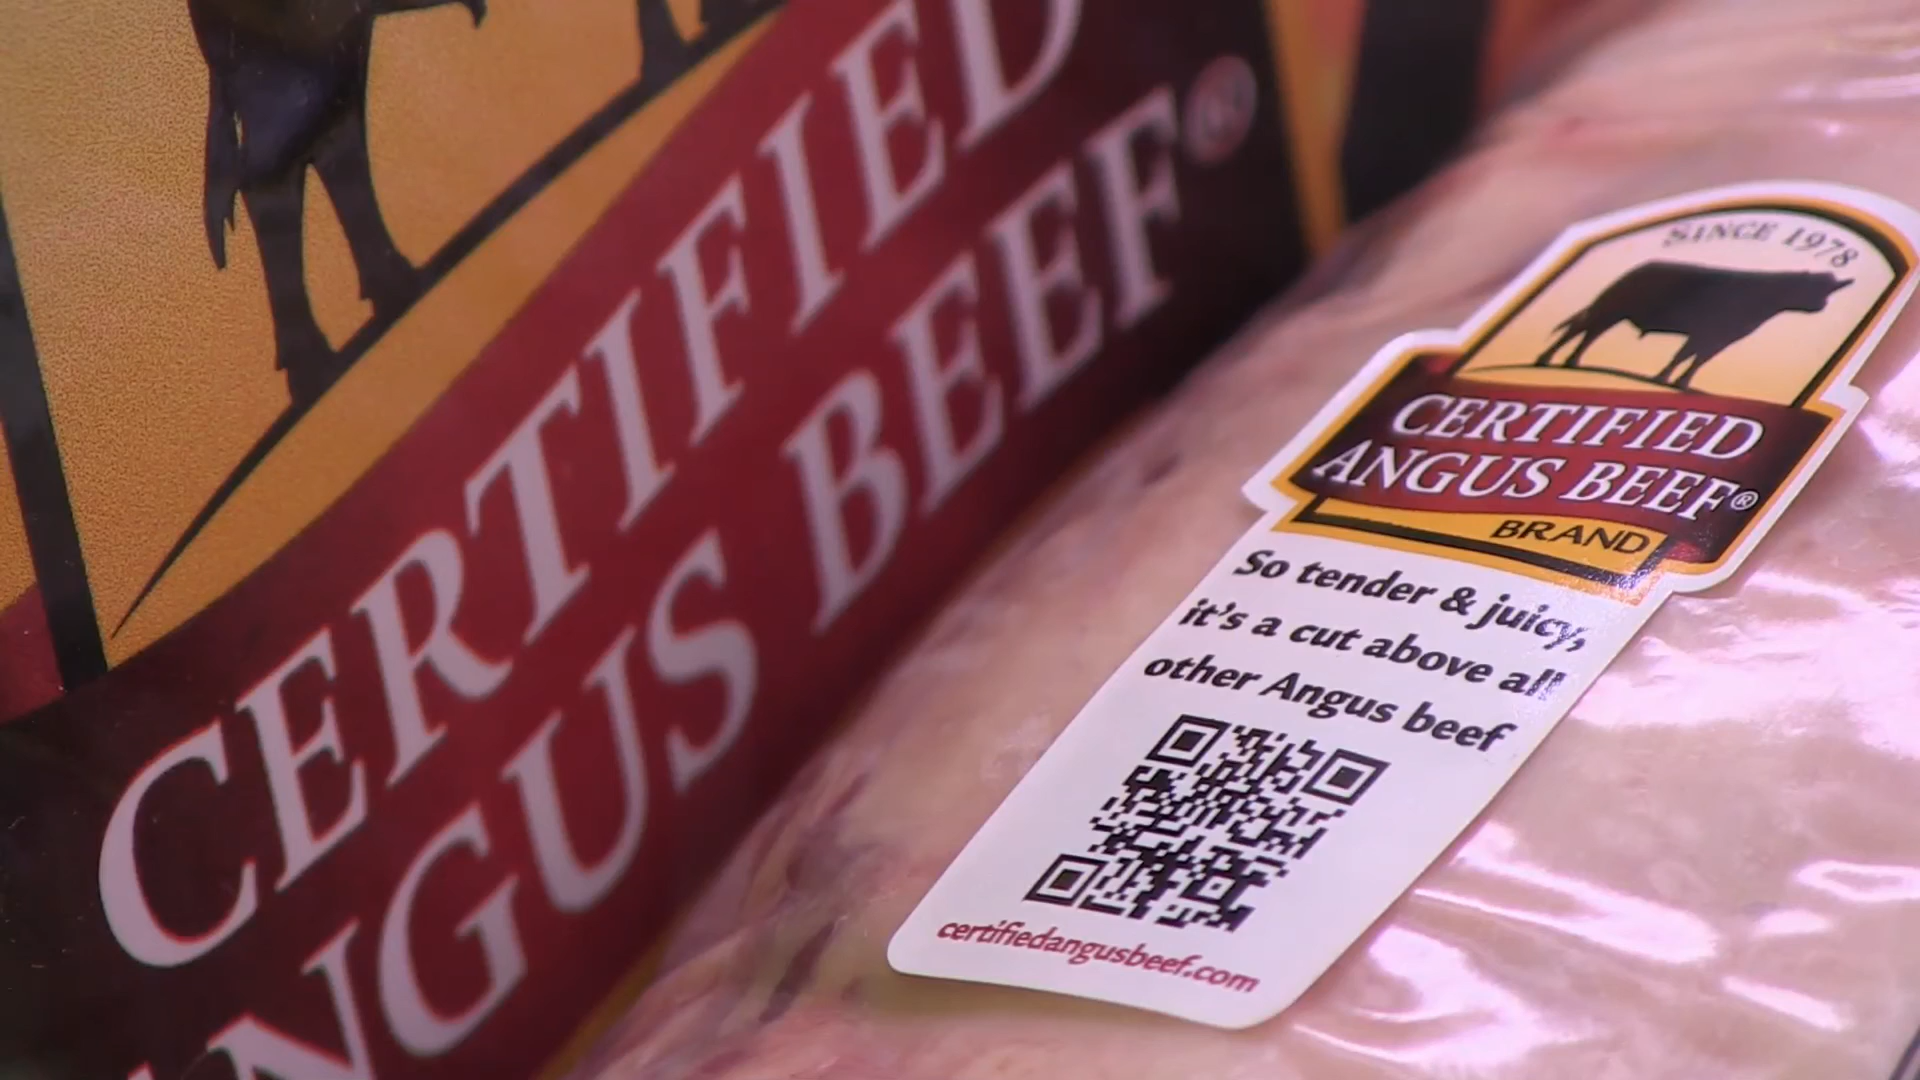 CERTIFIED
ANGUS BEEF®
SINCE 1978
CERTIFIED
ANGUS BEEF®
BRAND
So tender & juicy,
it's a cut above all
other Angus beef
certifiedangusbeef.com